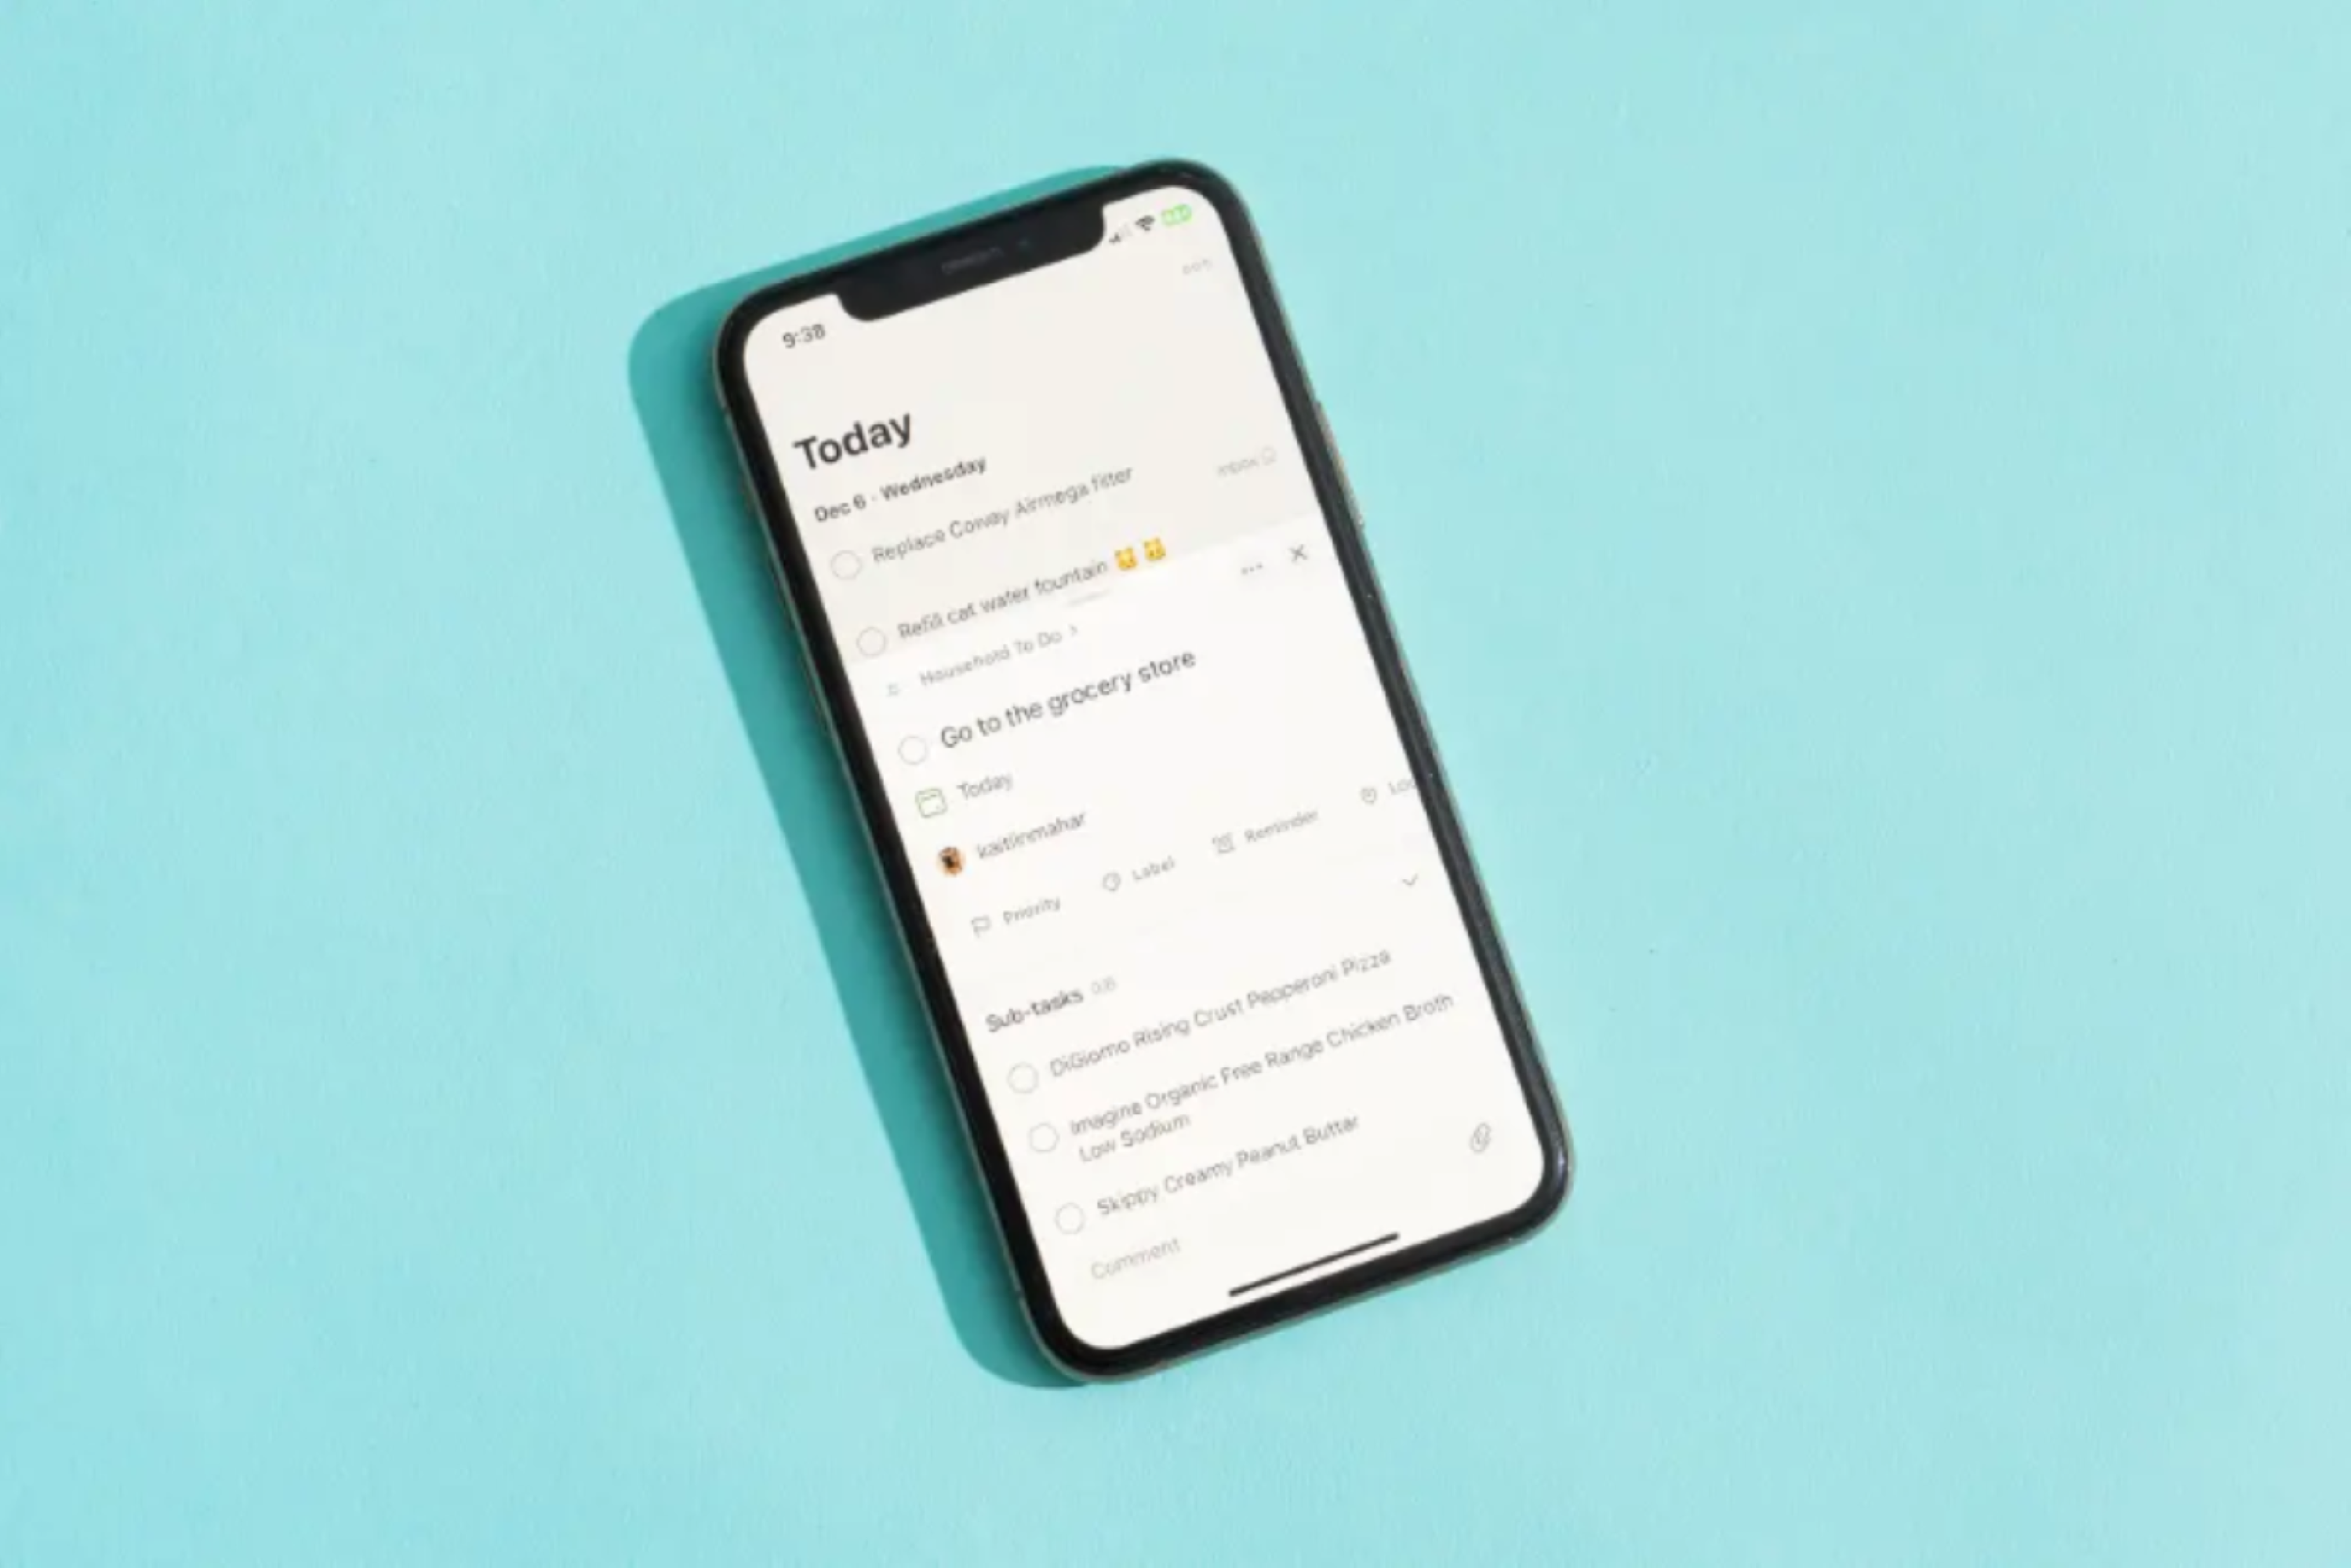 9:38
Today
Dec 6 · Wednesday
Replace Coway Airmega filter
Inbox
Refill cat water fountain 🐱 🐱
Household To Do >
Go to the grocery store
Today
kaitlinmahar
Priority
Label
Reminder
Loc
Sub-tasks
DiGiorno Rising Crust Pepperoni Pizza
Imagine Organic Free Range Chicken Broth
Low Sodium
Skippy Creamy Peanut Butter
Comment